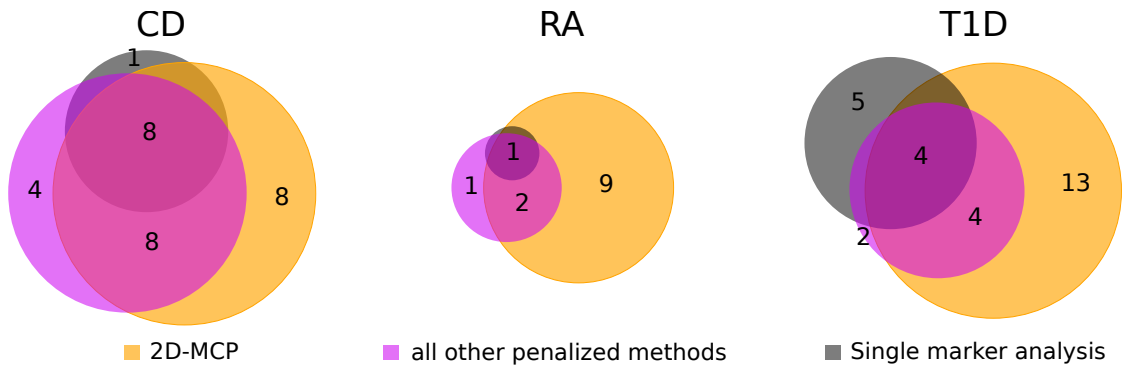 CD
RA
T1D
1
8
4
8
8
1
1
2
9
5
4
13
4
2
2D-MCP
all other penalized methods
Single marker analysis